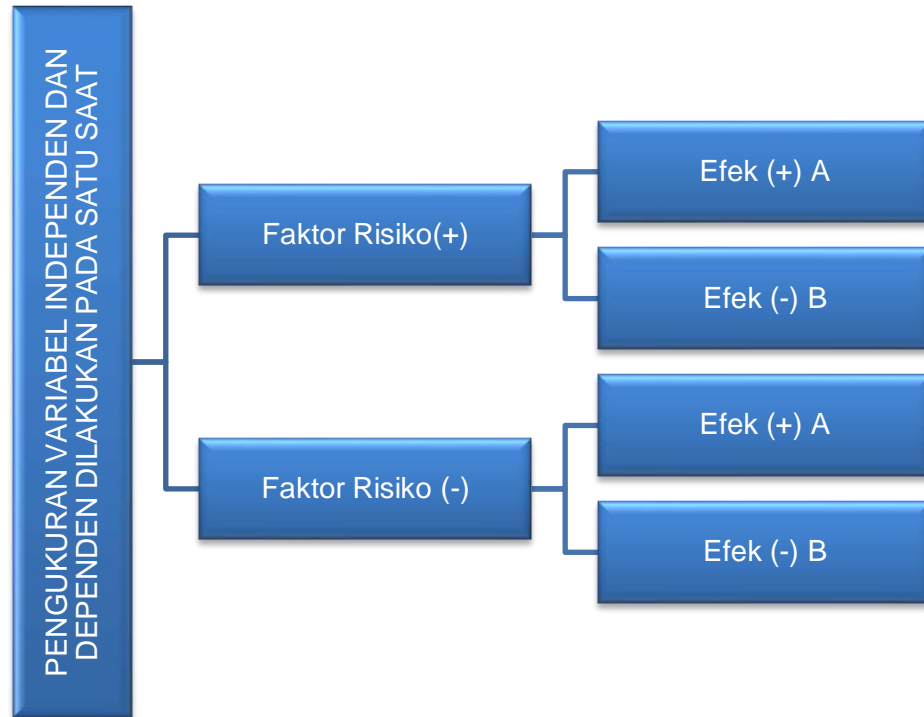 PENGUKURAN VARIABEL INDEPENDEN DAN
DEPENDEN DILAKUKAN PADA SATU SAAT
Faktor Risiko(+)
Efek (+) A
Efek (-) B
Faktor Risiko (-)
Efek (+) A
Efek (-) B